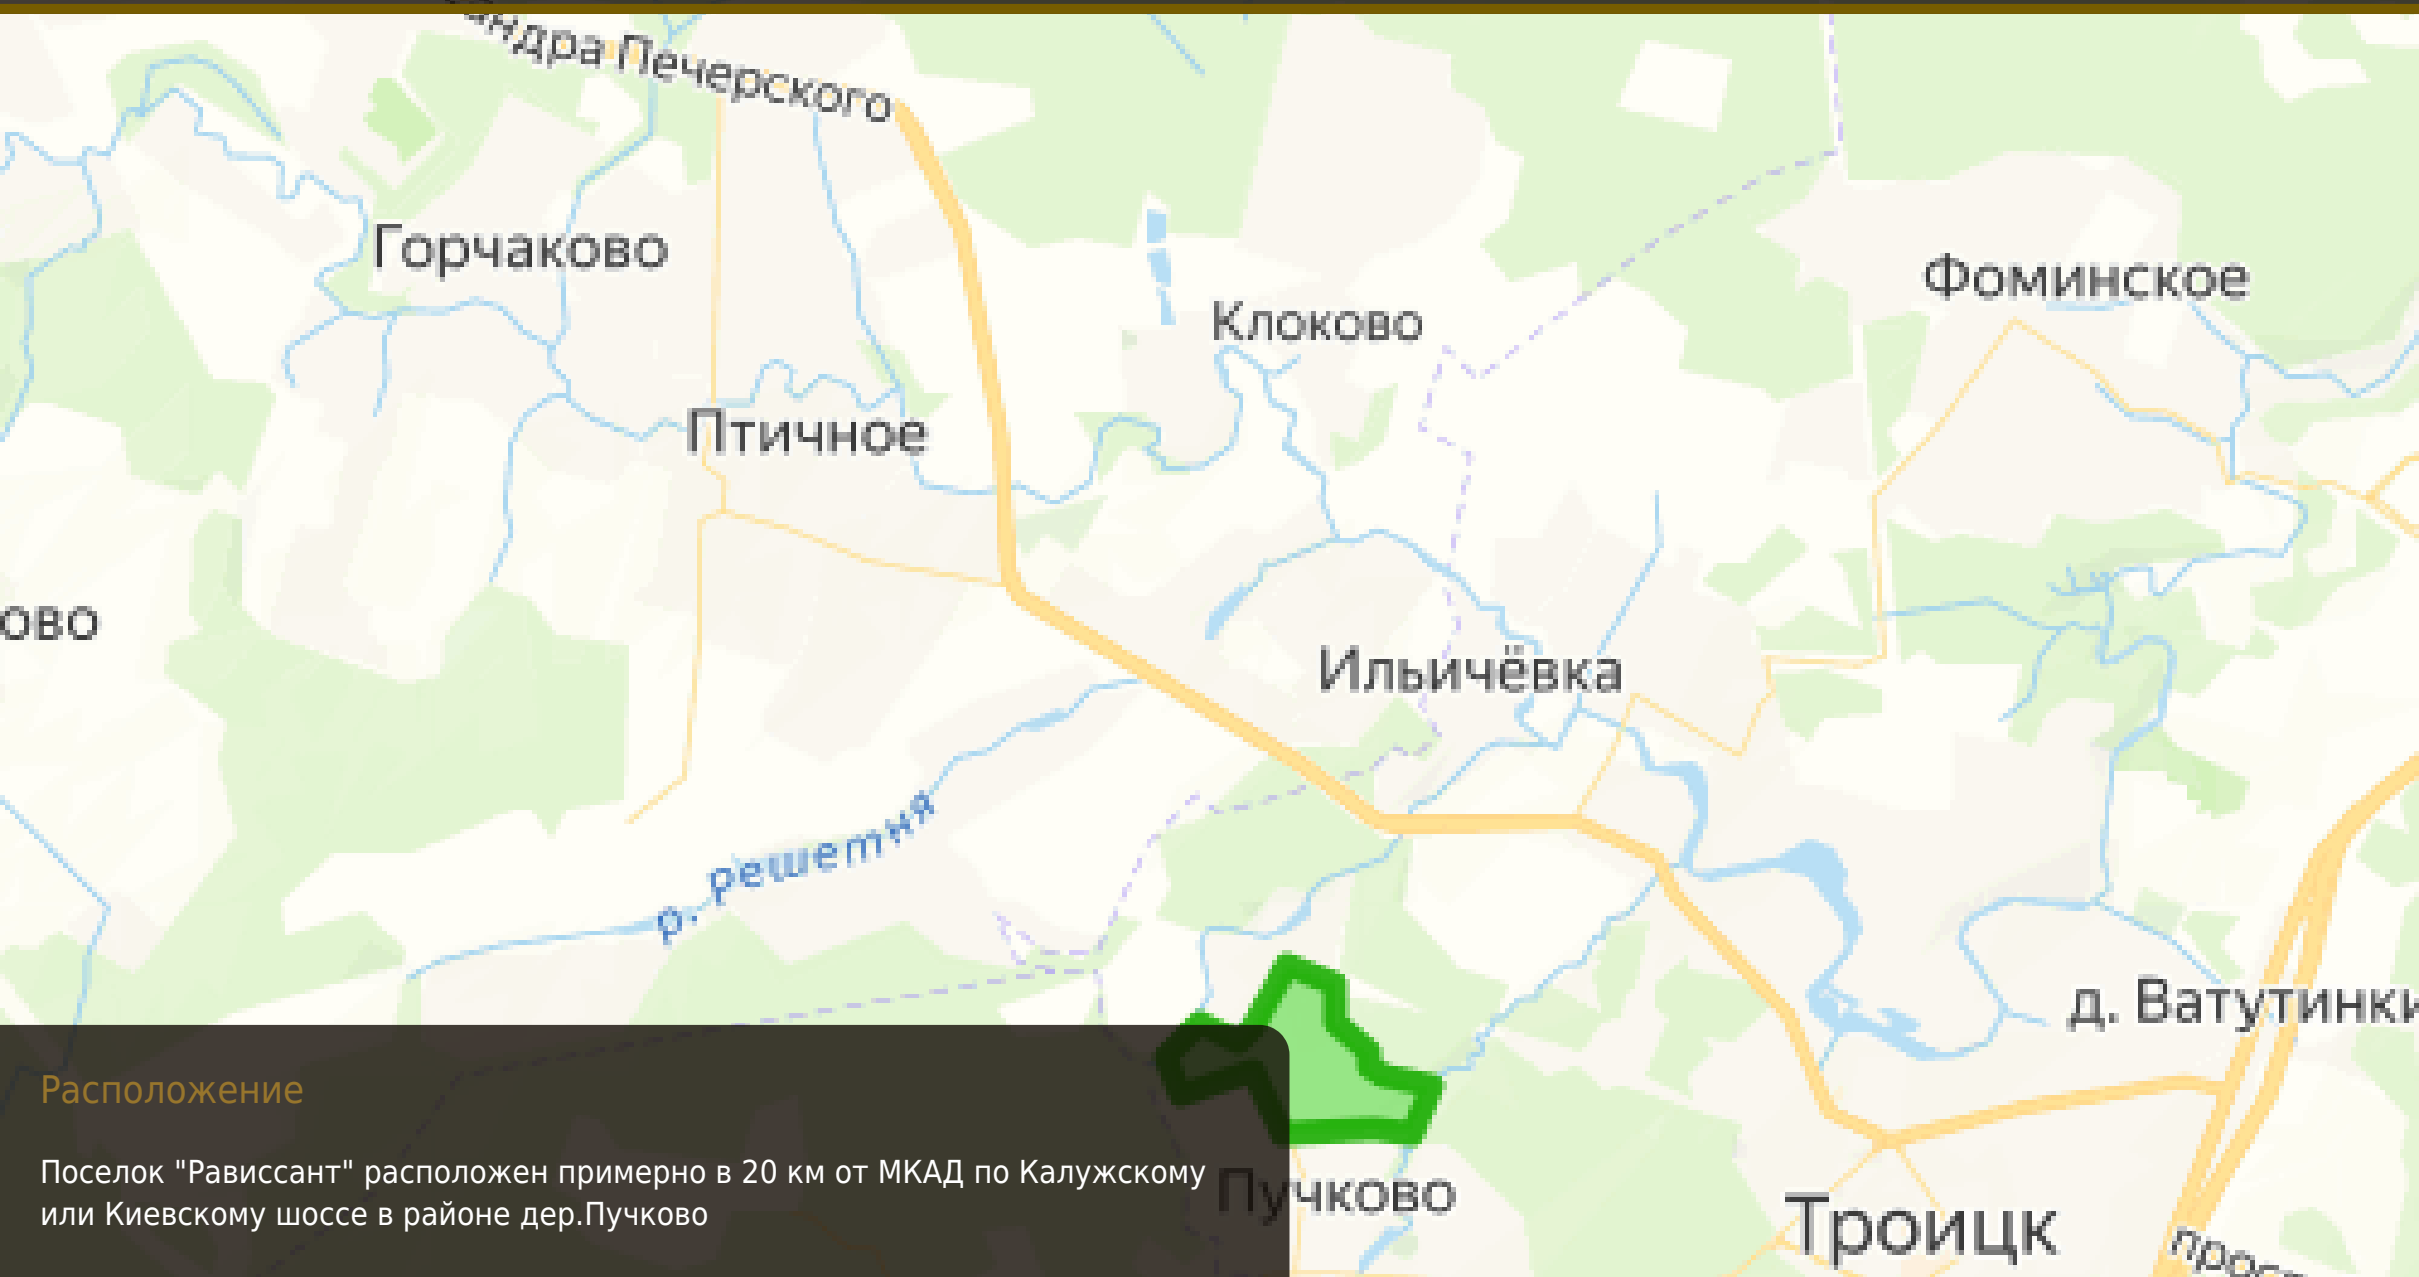 Печерского
Горчаково
Фоминское
Клоково
Птичное
Ильичёвка
р. решетня
д. Ватутинки
Расположение
Поселок "Рависсант" расположен примерно в 20 км от МКАД по Калужскому
или Киевскому шоссе в районе дер.Пучково
Пучково
Троицк